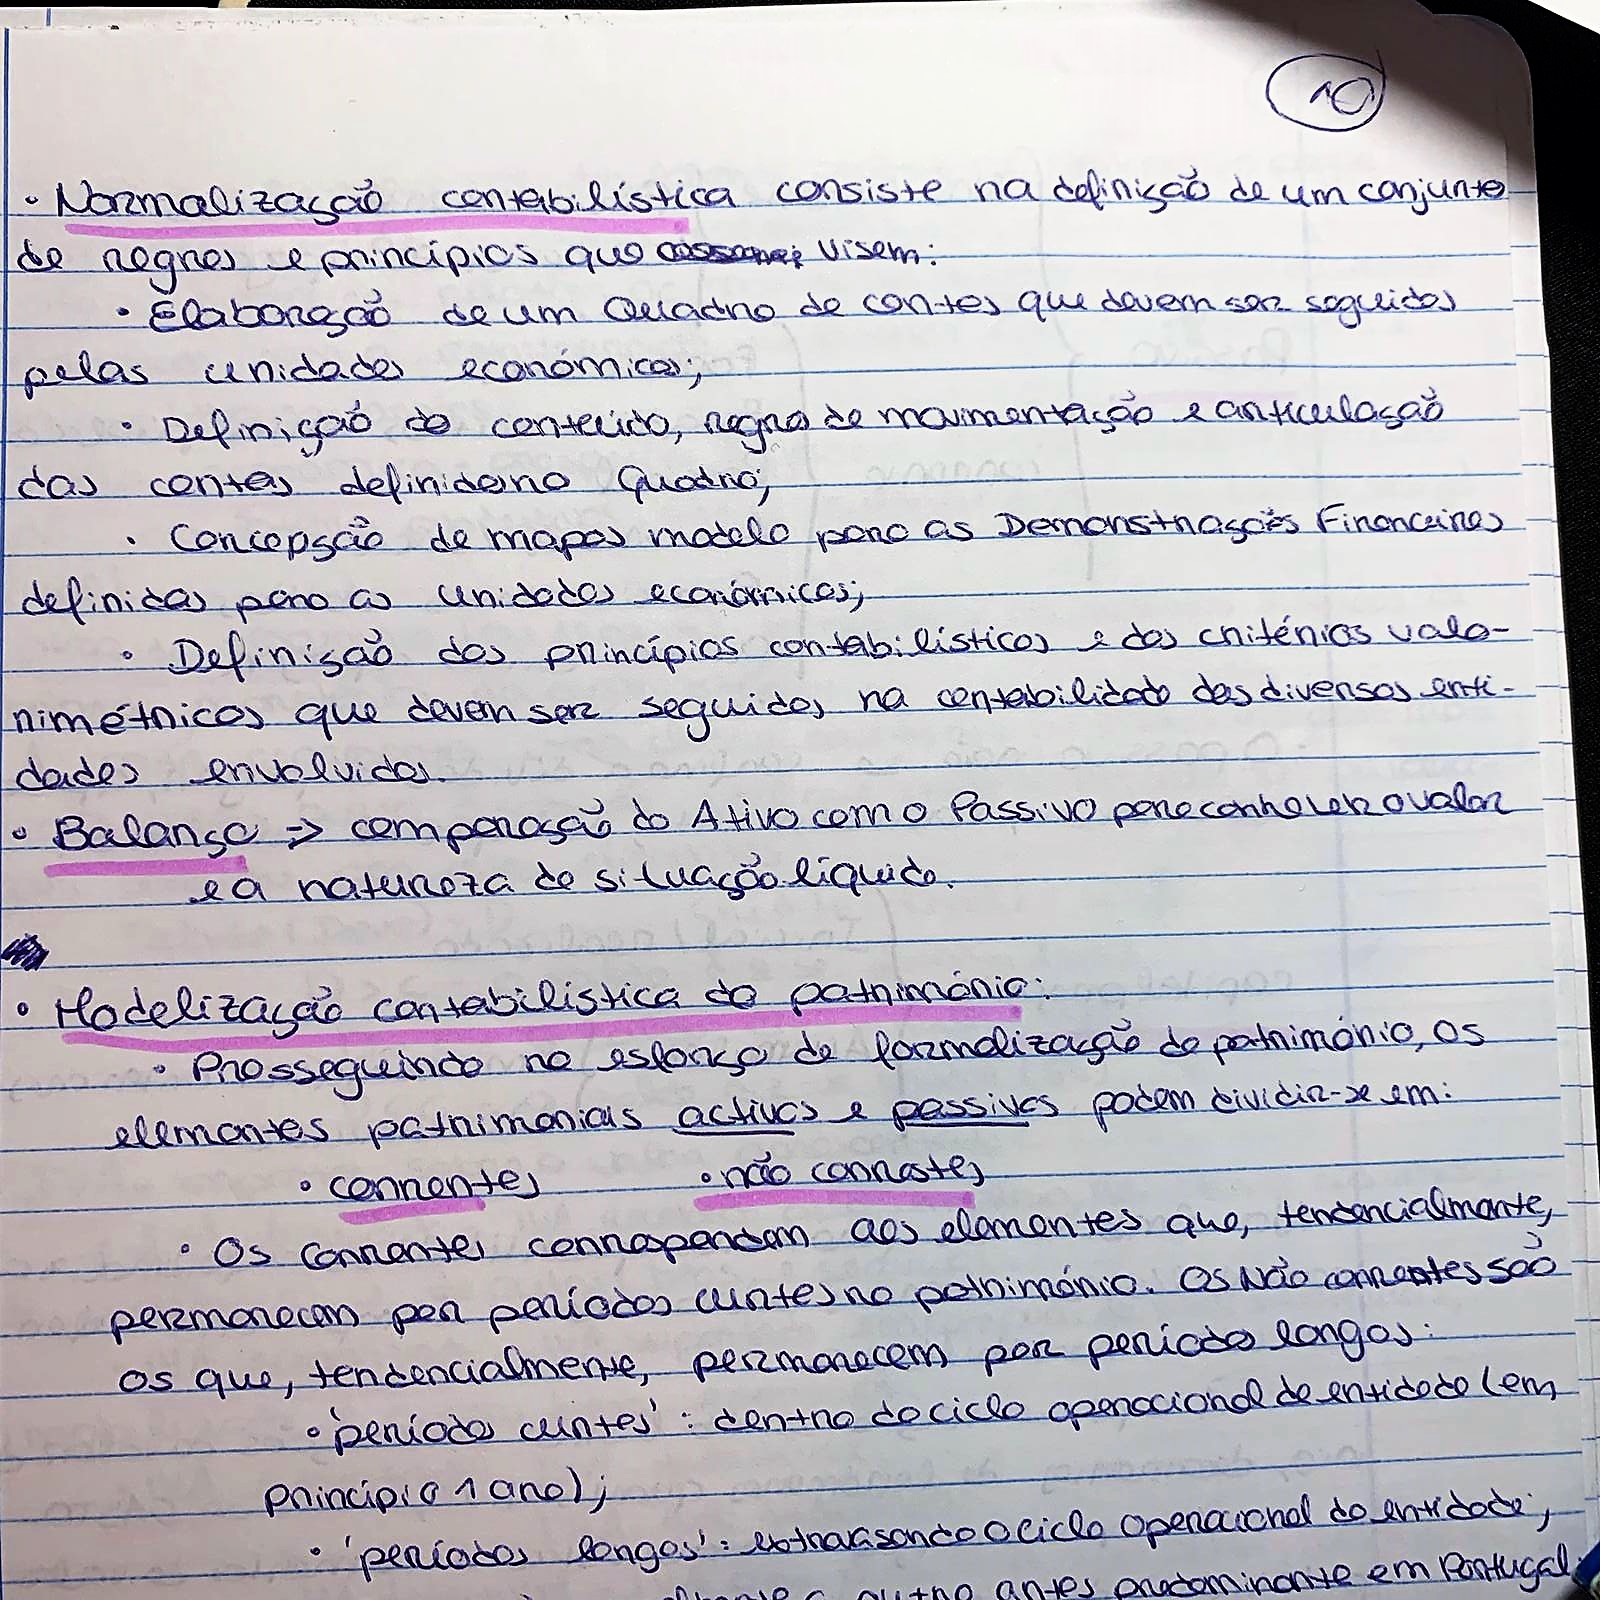 10
• Normalização contabilística consiste na definição de um conjunto
de regras e princípios que visem:
• Elaboração de um Quadro de contas que devem ser seguidos
pelas unidades económicas;
• Definição do conteúdo, regras de movimentação e articulação
das contas definidas no Quadro;
• Concepção de mapas modelo para as Demonstrações Financeiras
definidas para as unidades económicas;
• Definição dos princípios contabilísticos e dos critérios valo-
rimétricos que devem ser seguidos na contabilidade das diversas enti-
dades envolvidas.
• Balanço => comparação do Ativo com o Passivo para conhecer o valor
e a natureza da situação líquida.
• Modelização contabilística do património:
• Prosseguindo no esforço de formalização do património, os
elementos patrimoniais activos e passivos podem dividir-se em:
• correntes • não correntes
• Os correntes correspondem aos elementos que, tendencialmente,
permanecem por períodos curtos no património. Os Não correntes são
os que, tendencialmente, permanecem por períodos longos:
• 'períodos curtos': dentro do ciclo operacional da entidade (em
princípio 1 ano);
• 'períodos longos': extravasando o ciclo operacional da entidade;
outro antes predominante em Portugal